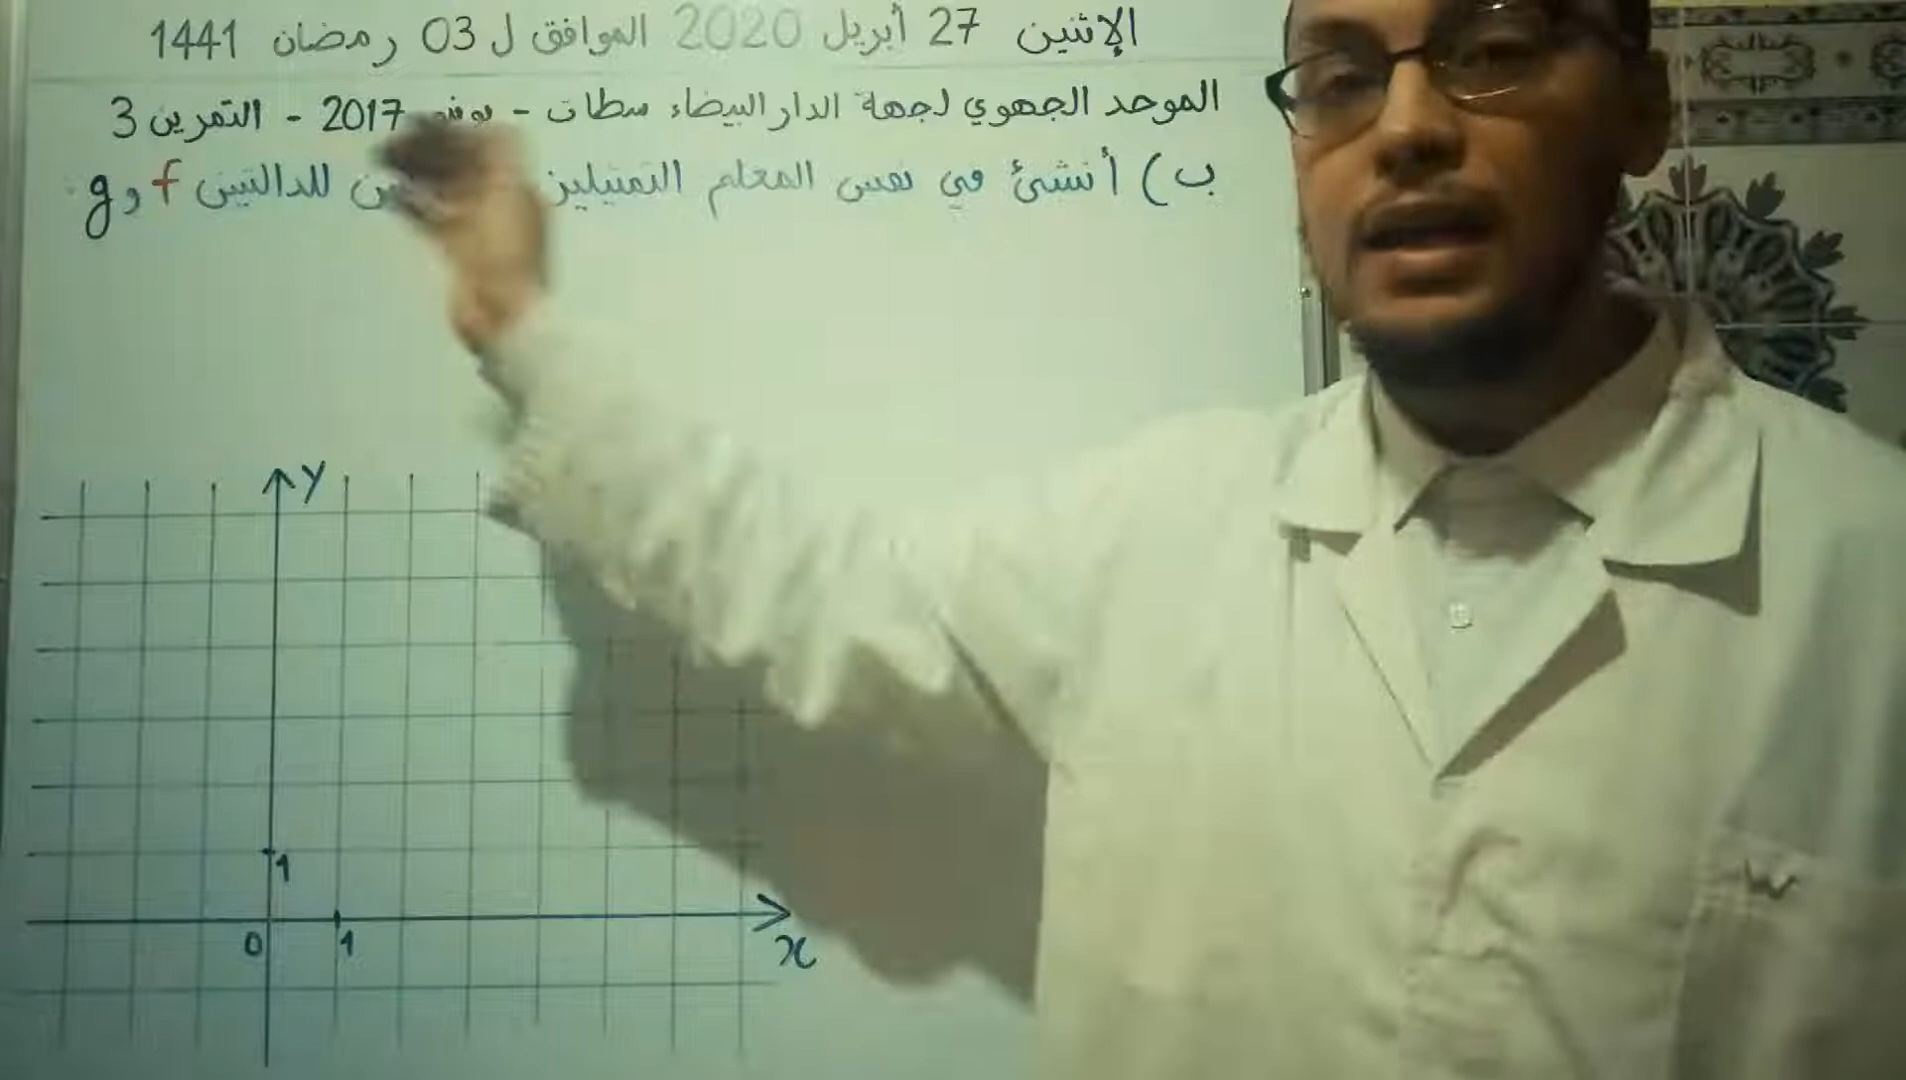 الإثنين 27 أبريل 2020 الموافق ل 03 رمضان 1441
الموحد الجهوي لجهة الدار البيضاء سطات - يونيو 2017 - التمرين 3
ب) أنشئ في نفس المعلم التمثيلين للدالتين f و g
y
1
0 1
x